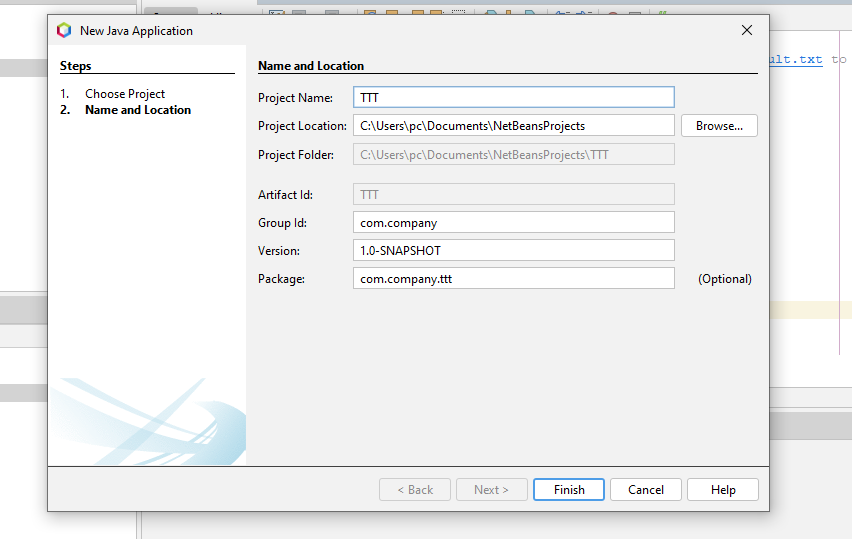 New Java Application
Steps
1. Choose Project
2. Name and Location
Name and Location
Project Name: TTT
Project Location: C:\Users\pc\Documents\NetBeansProjects Browse...
Project Folder: C:\Users\pc\Documents\NetBeansProjects\TTT
Artifact Id: TTT
Group Id: com.company
Version: 1.0-SNAPSHOT
Package: com.company.ttt (Optional)
< Back Next > Finish Cancel Help
ult.txt to